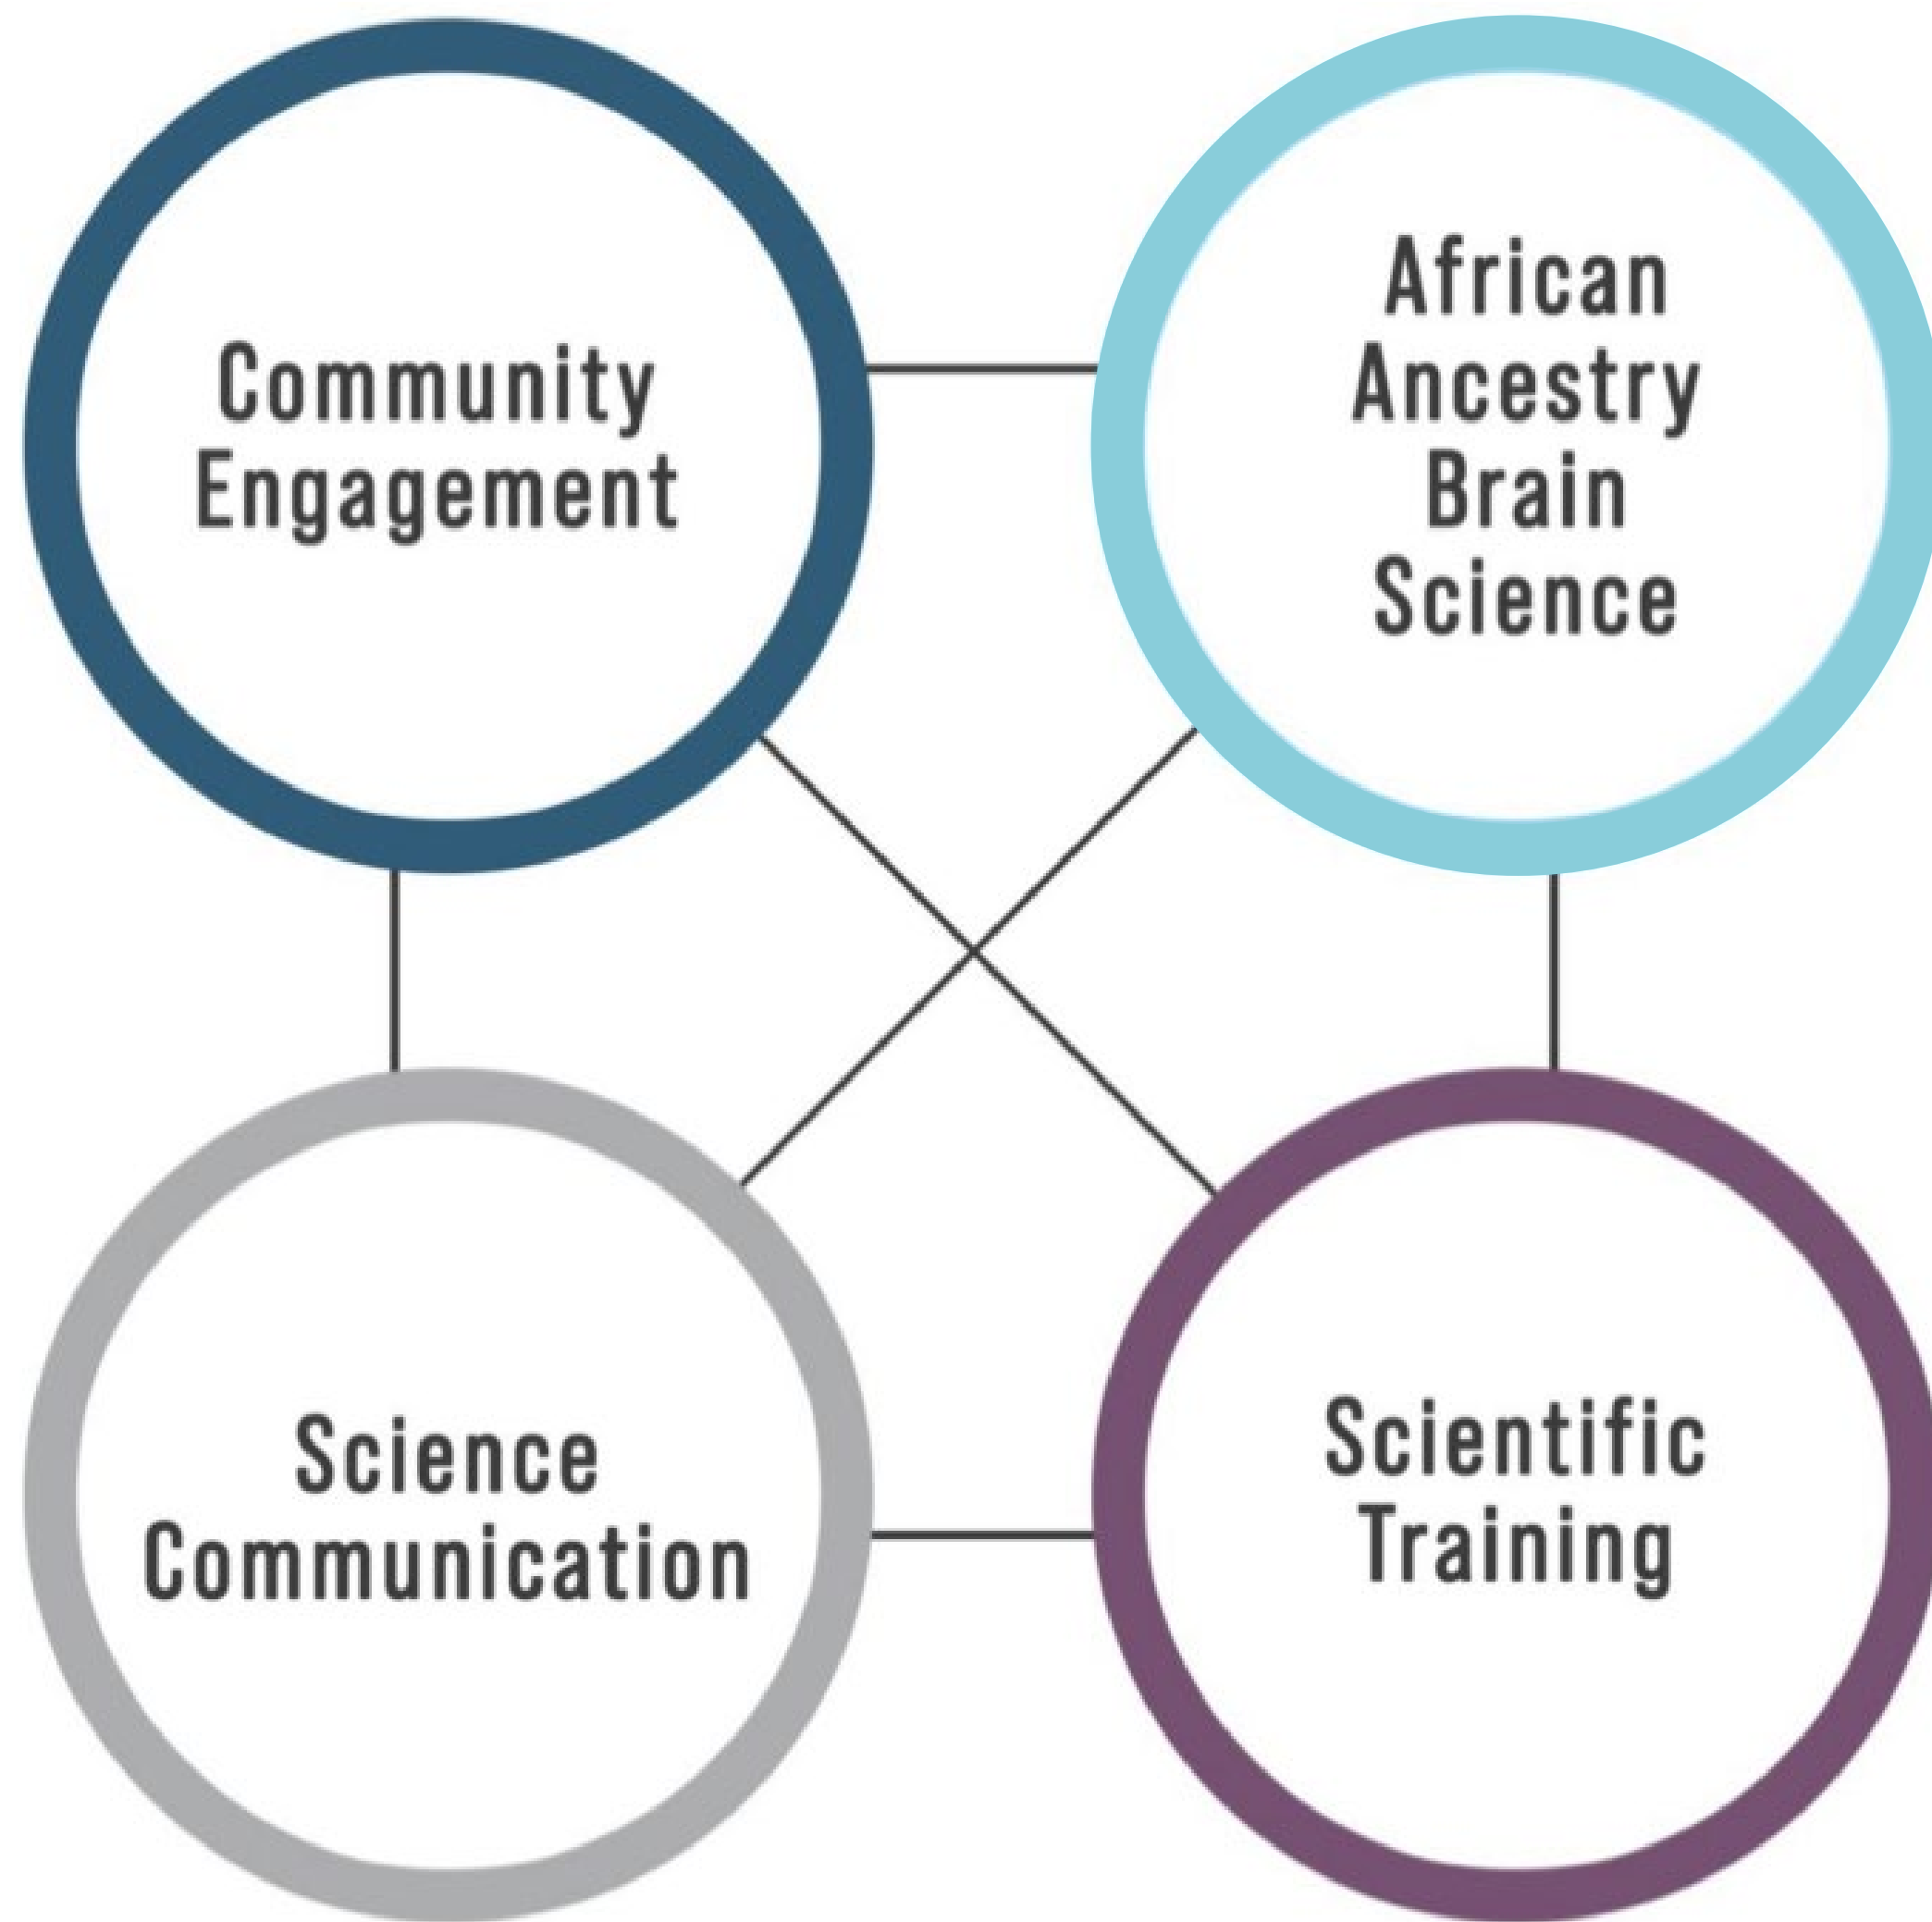 Community
Engagement
African
Ancestry
Brain
Science
Science
Communication
Scientific
Training